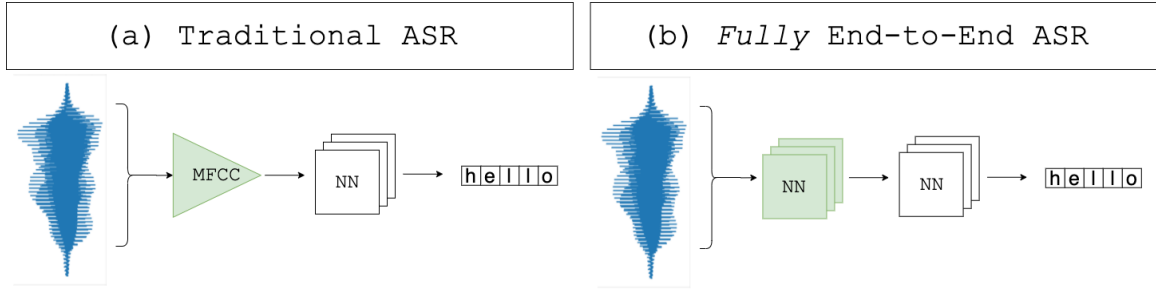 (a) Traditional ASR
(b) Fully End-to-End ASR
MFCC
NN
hello
NN
NN
hello